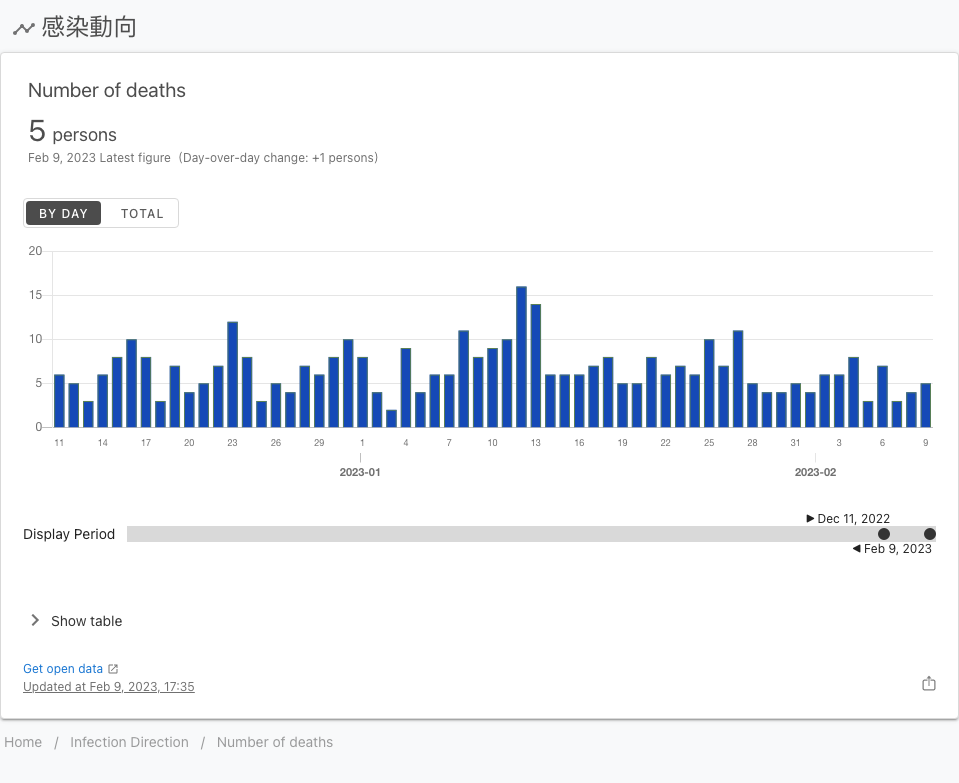 感染動向
Number of deaths
5 persons
Feb 9, 2023 Latest figure (Day-over-day change: +1 persons)
BY DAY TOTAL
20
15
10
5
0
11 14 17 20 23 26 29 1 4 7 10 13 16 19 22 25 28 31 3 6 9
2023-01 2023-02
Dec 11, 2022
Display Period
Feb 9, 2023
Show table
Get open data
Updated at Feb 9, 2023, 17:35
Home / Infection Direction / Number of deaths